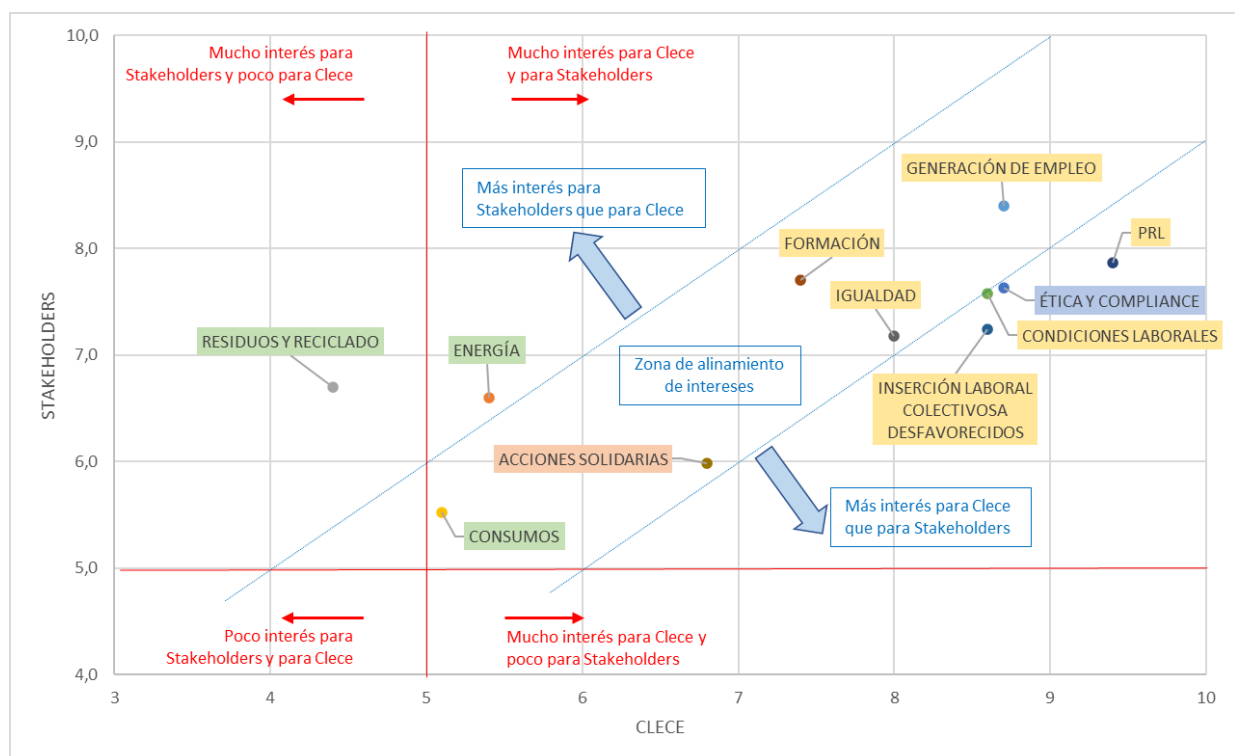 10,0
9,0
8,0
7,0
6,0
5,0
4,0
STAKEHOLDERS
Mucho interés para
Stakeholders y poco para Clece
Mucho interés para Clece
y para Stakeholders
Más interés para
Stakeholders que para Clece
GENERACIÓN DE EMPLEO
FORMACIÓN
PRL
IGUALDAD
ÉTICA Y COMPLIANCE
RESIDUOS Y RECICLADO
ENERGÍA
CONDICIONES LABORALES
Zona de alinamiento
de intereses
INSERCIÓN LABORAL
COLECTIVOSA
DESFAVORECIDOS
ACCIONES SOLIDARIAS
Más interés para Clece
que para Stakeholders
CONSUMOS
Poco interés para
Stakeholders y para Clece
Mucho interés para Clece y
poco para Stakeholders
3 4 5 6 7 8 9 10
CLECE